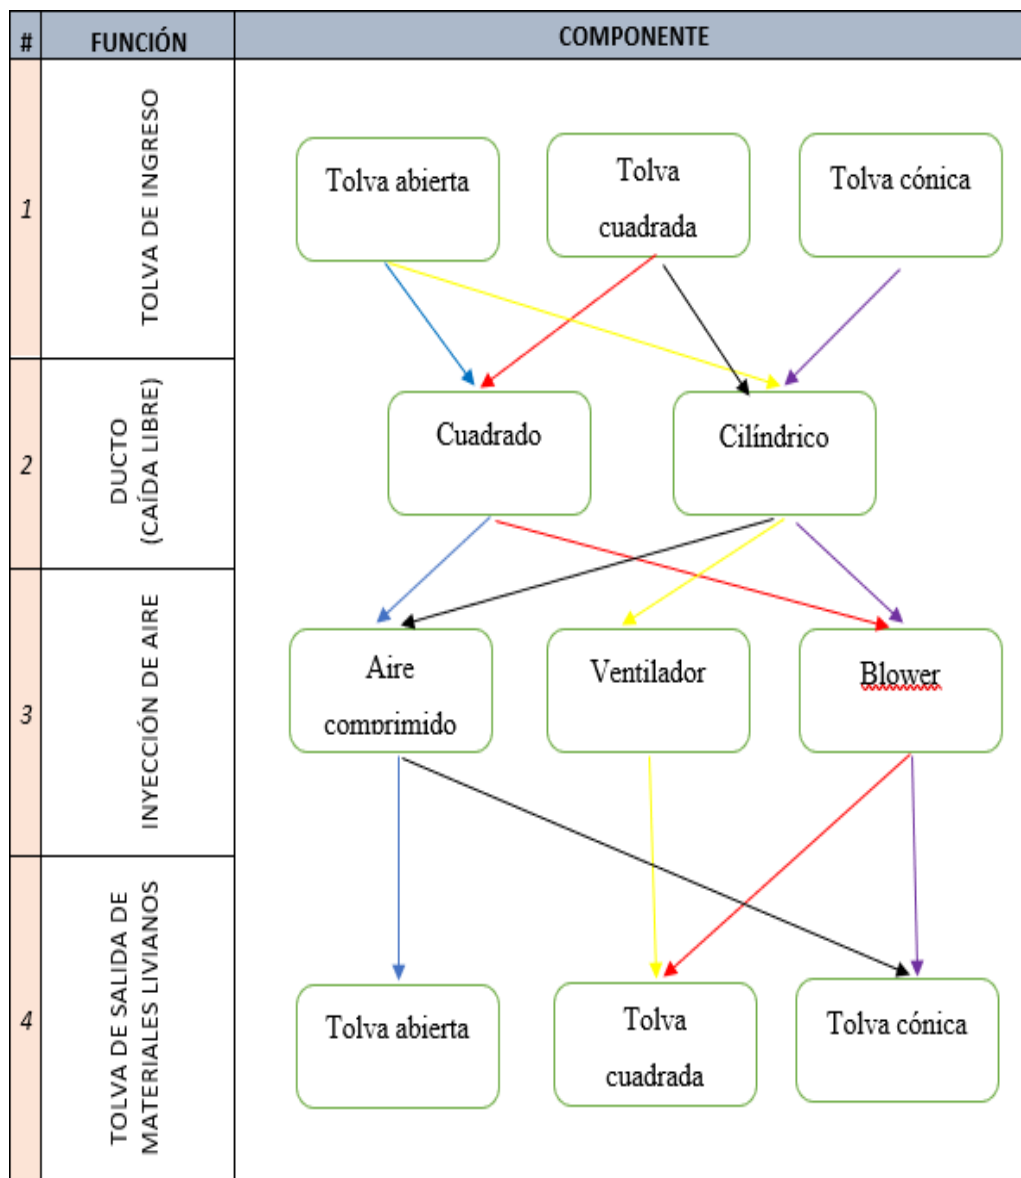 # FUNCIÓN COMPONENTE
1
TOLVA DE INGRESO
Tolva abierta
Tolva
cuadrada
Tolva cónica
2
DUCTO
(CAÍDA LIBRE)
Cuadrado
Cilíndrico
3
INYECCIÓN DE AIRE
Aire
comprimido
Ventilador
Blower
4
TOLVA DE SALIDA DE
MATERIALES LIVIANOS
Tolva abierta
Tolva
cuadrada
Tolva cónica